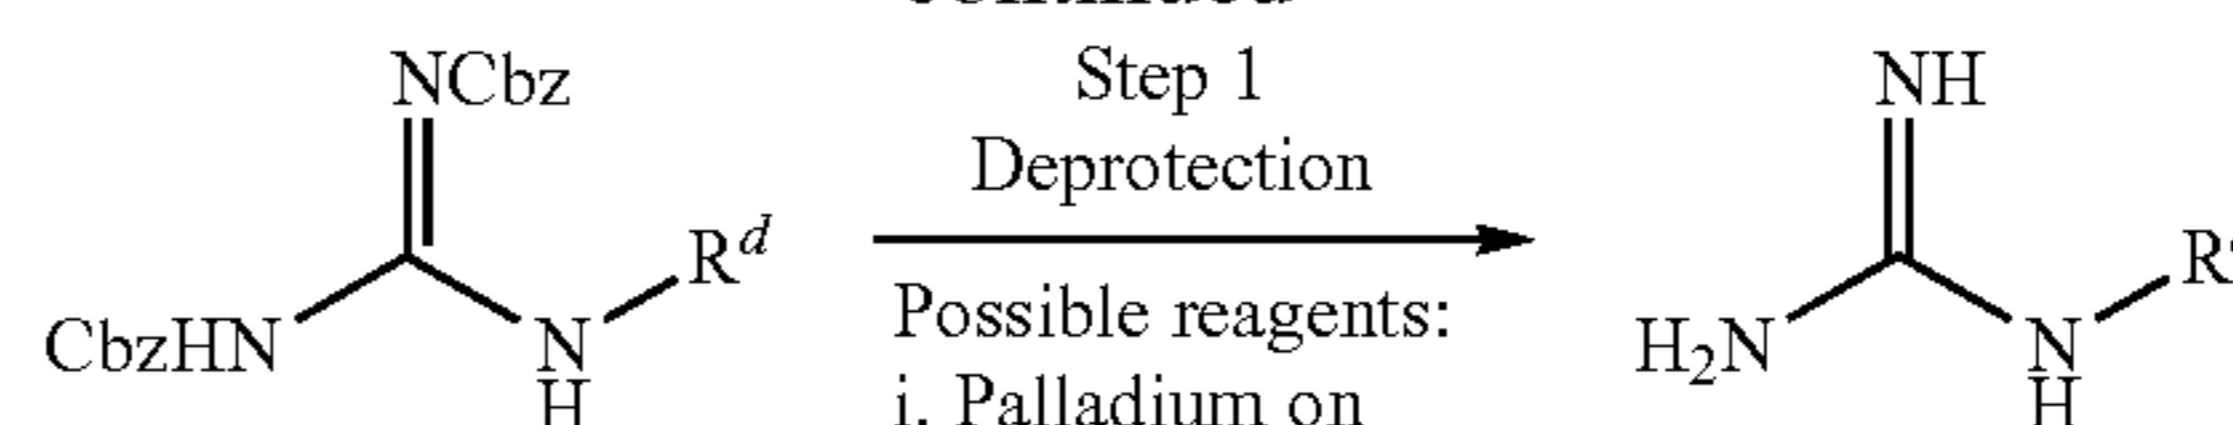 Step 1
Deprotection
NCbz
CbzHN
N
H
R^d
Possible reagents:
i. Palladium on
NH
H₂N
N
H